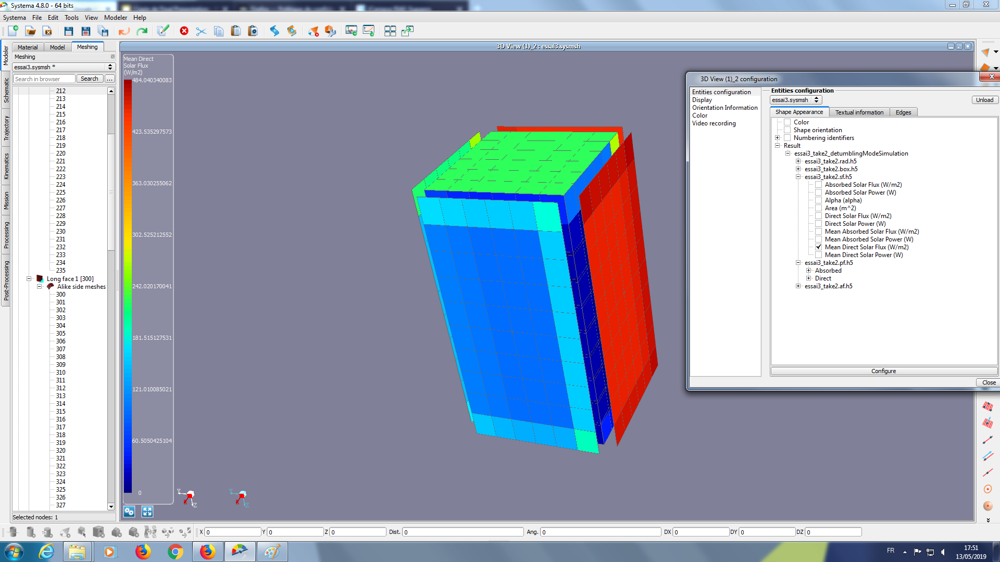 Systema 4.8.0 - 64 bits
Systema File Edit Tools View Modeler Help
Material Model Meshing
Meshing
essai3.sysmsh *
Search in browser Search ...
Modeler
Schematic
Trajectory
Kinematics
Mission
Processing
Post-Processing
212
213
214
215
216
217
218
219
220
221
222
223
224
225
226
227
228
229
230
231
232
233
234
235
Long face 1 [300]
Alike side meshes
300
301
302
303
304
305
306
307
308
309
310
311
312
313
314
315
316
317
318
319
320
321
322
323
324
325
326
327
Selected nodes: 1
3D View (1)_2 : essai3.sysmsh
Mean Direct
Solar Flux
(W/m2)
484.040340083
423.535297573
363.030255062
302.525212552
242.020170041
181.515127531
121.010085021
60.5050425104
0
Y
X
Z
Y
X
Z
3D View (1)_2 configuration
Entities configuration
Display
Orientation Information
Color
Video recording
Entities configuration
essai3.sysmsh Unload
Shape Appearance Textual information Edges
Color
Shape orientation
Numbering identifiers
Result
essai3_take2_detumblingModeSimulation
essai3_take2.rad.h5
essai3_take2.box.h5
essai3_take2.sf.h5
Absorbed Solar Flux (W/m2)
Absorbed Solar Power (W)
Alpha (alpha)
Area (m^2)
Direct Solar Flux (W/m2)
Direct Solar Power (W)
Mean Absorbed Solar Flux (W/m2)
Mean Absorbed Solar Power (W)
Mean Direct Solar Flux (W/m2)
Mean Direct Solar Power (W)
essai3_take2.pf.h5
Absorbed
Direct
essai3_take2.af.h5
Configure
Close
X 0 Y 0 Z 0 Dist. 0 Ang. 0 DX 0 DY 0 DZ 0
FR
17:51
13/05/2019